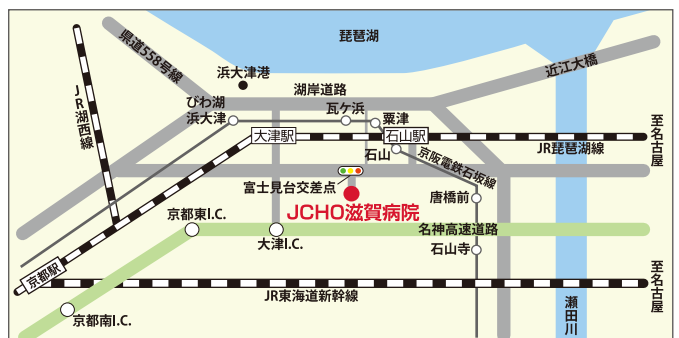 琵琶湖
県道558号線
近江大橋
浜大津港
JR湖西線
湖岸道路
びわ湖
浜大津
瓦ケ浜
粟津
大津駅
石山駅
至名古屋
JR琵琶湖線
石山
京阪電鉄石坂線
富士見台交差点
唐橋前
JCHO滋賀病院
京都東I.C.
大津I.C.
名神高速道路
石山寺
京都駅
至名古屋
JR東海道新幹線
瀬田川
京都南I.C.